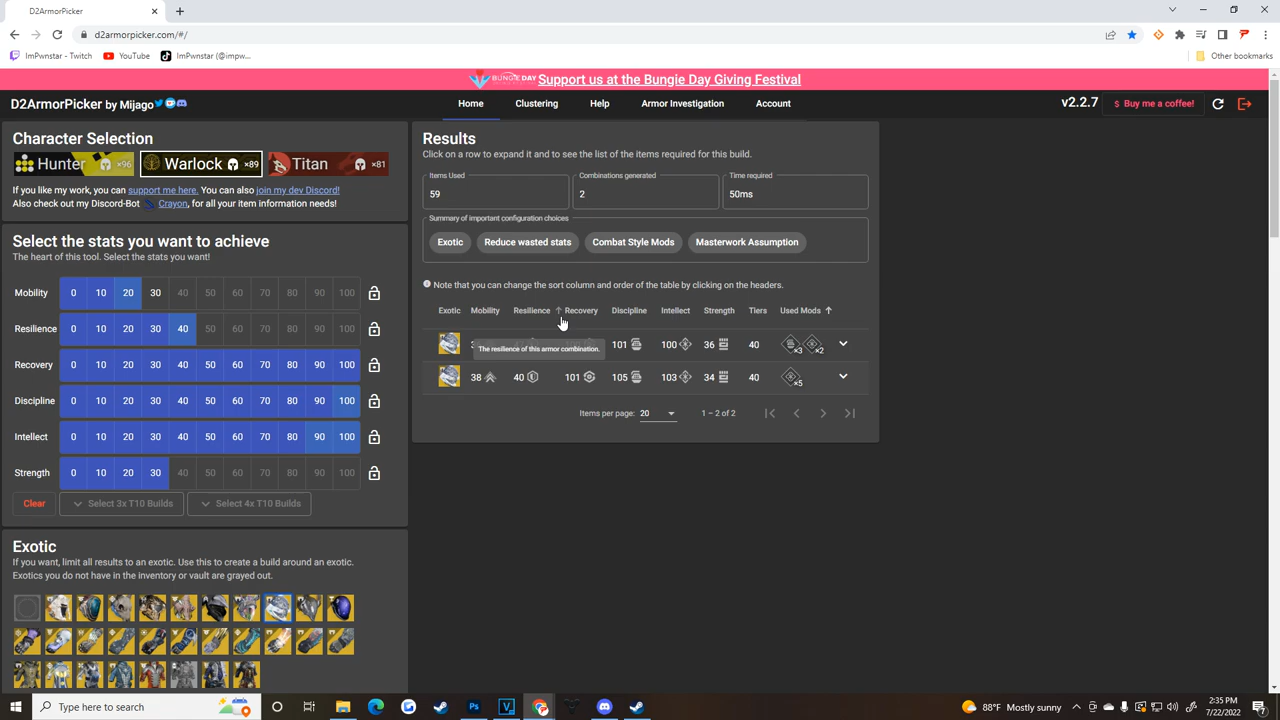 D2ArmorPicker
d2armorpicker.com/#/
ImPwnstar - Twitch YouTube ImPwnstar (@impw... Other bookmarks
BUNGIE DAY Support us at the Bungie Day Giving Festival
D2ArmorPicker by Mijago Home Clustering Help Armor Investigation Account v2.2.7 $ Buy me a coffee!
Character Selection
Hunter ×96 Warlock ×89 Titan ×81
If you like my work, you can support me here. You can also join my dev Discord!
Also check out my Discord-Bot Crayon, for all your item information needs!
Select the stats you want to achieve
The heart of this tool. Select the stats you want!
Mobility 0 10 20 30 40 50 60 70 80 90 100
Resilience 0 10 20 30 40 50 60 70 80 90 100
Recovery 0 10 20 30 40 50 60 70 80 90 100
Discipline 0 10 20 30 40 50 60 70 80 90 100
Intellect 0 10 20 30 40 50 60 70 80 90 100
Strength 0 10 20 30 40 50 60 70 80 90 100
Clear Select 3x T10 Builds Select 4x T10 Builds
Exotic
If you want, limit all results to an exotic. Use this to create a build around an exotic.
Exotics you do not have in the inventory or vault are grayed out.
Results
Click on a row to expand it and to see the list of the items required for this build.
Items Used Combinations generated Time required
59 2 50ms
Summary of important configuration choices
Exotic Reduce wasted stats Combat Style Mods Masterwork Assumption
Note that you can change the sort column and order of the table by clicking on the headers.
Exotic Mobility Resilience Recovery Discipline Intellect Strength Tiers Used Mods
101 100 36 40 ×3 ×2
The resilience of this armor combination.
38 40 101 105 103 34 40 ×5
Items per page: 20 1 – 2 of 2
Type here to search
88°F Mostly sunny
2:35 PM
7/22/2022